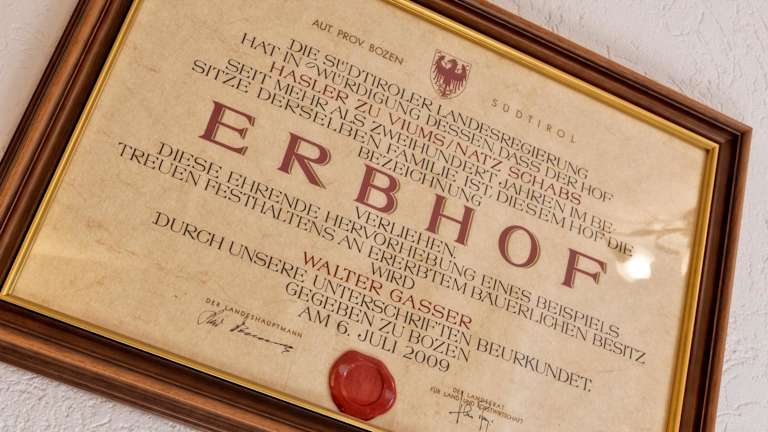 AUT. PROV. BOZEN
SÜDTIROL
DIE SÜDTIROLER LANDESREGIERUNG
HAT IN WÜRDIGUNG DESSEN DASS DER HOF
HASLER ZU VIUMS/NATZ SCHABS
SEIT MEHR ALS ZWEIHUNDERT JAHREN IM BE-
SITZE DERSELBEN FAMILIE IST, DIESEM HOF DIE
BEZEICHNUNG
ERBHOF
VERLIEHEN.
DIESE EHRENDE HERVORHEBUNG EINES BEISPIELS
TREUEN FESTHALTENS AN ERERBTEM BÄUERLICHEN BESITZ
WIRD
WALTER GASSER
DURCH UNSERE UNTERSCHRIFTEN BEURKUNDET.
GEGEBEN ZU BOZEN
AM 6. JULI 2009
DER LANDESHAUPTMANN
DER LANDESRAT
FÜR LAND UND FORSTWIRTSCHAFT